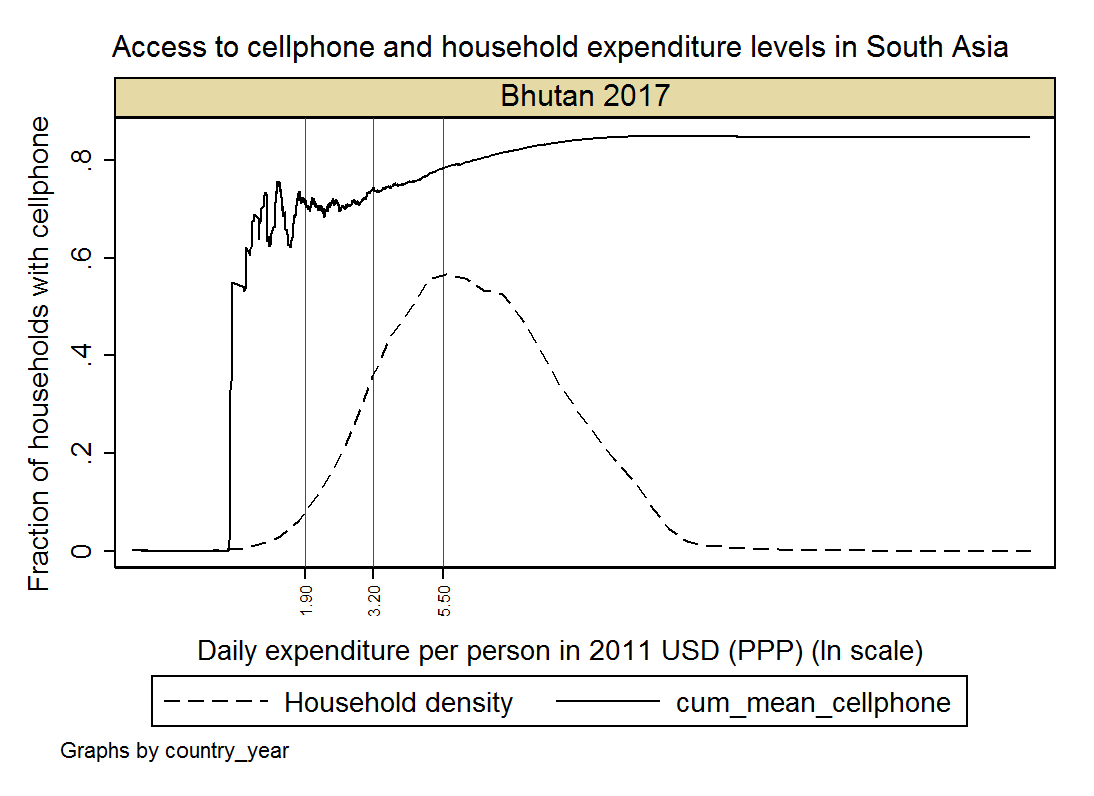 Access to cellphone and household expenditure levels in South Asia
Bhutan 2017
Fraction of households with cellphone
.8
.6
.4
.2
0
1.90
3.20
5.50
Daily expenditure per person in 2011 USD (PPP) (ln scale)
Household density
cum_mean_cellphone
Graphs by country_year